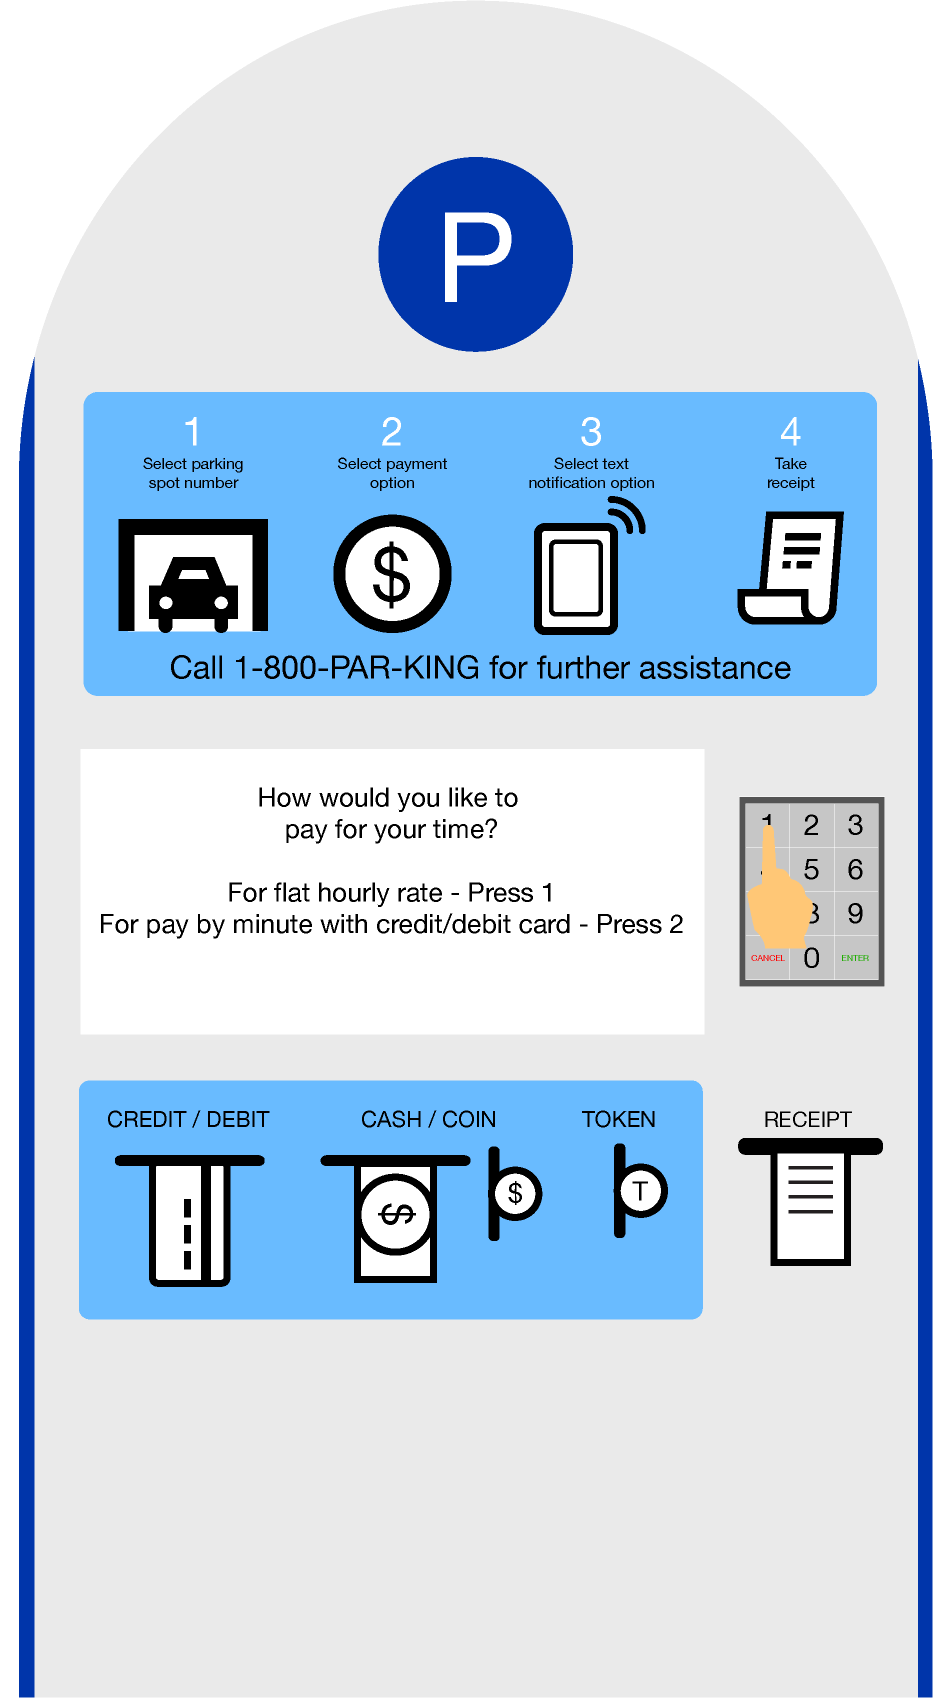 P
1
Select parking
spot number
2
Select payment
option
3
Select text
notification option
4
Take
receipt
$
Call 1-800-PAR-KING for further assistance
How would you like to
pay for your time?
For flat hourly rate - Press 1
For pay by minute with credit/debit card - Press 2
1 2 3
5 6
8 9
CANCEL 0 ENTER
CREDIT / DEBIT
CASH / COIN
TOKEN
RECEIPT
$
$
T